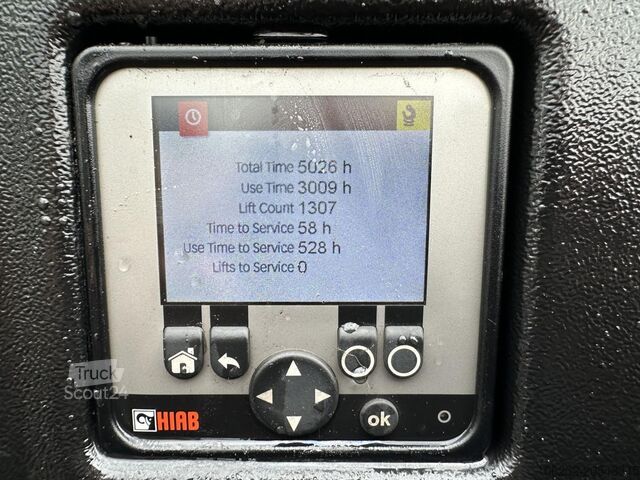 Total Time 5026 h
Use Time 3009 h
Lift Count 1307
Time to Service 58 h
Use Time to Service 528 h
Lifts to Service 0
Truck
Scout24
ok
HIAB